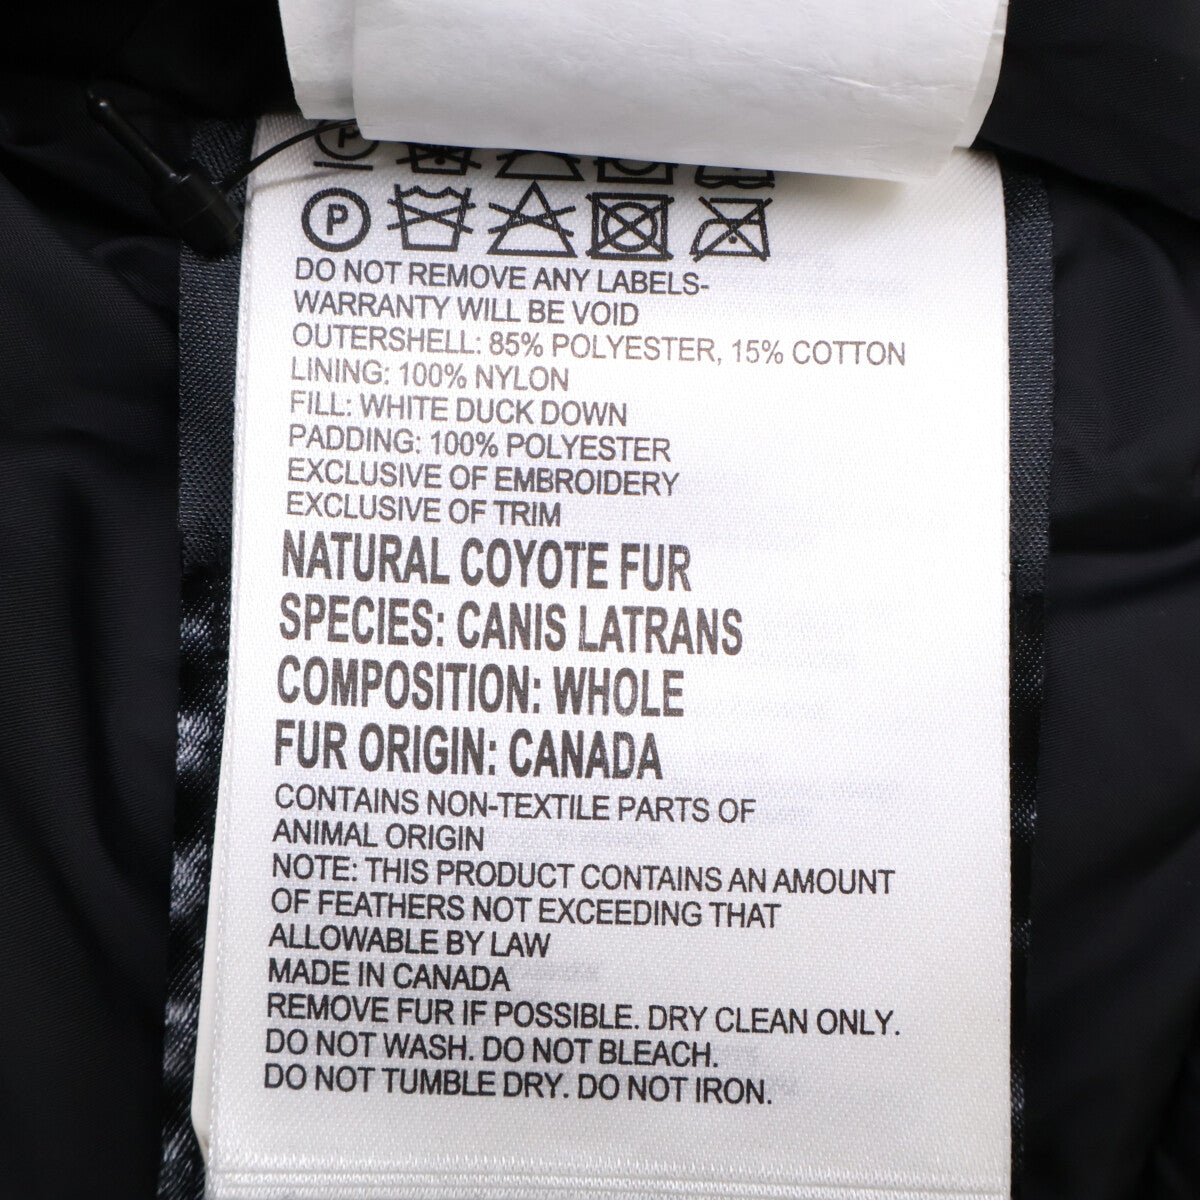 P
P
DO NOT REMOVE ANY LABELS-
WARRANTY WILL BE VOID
OUTERSHELL: 85% POLYESTER, 15% COTTON
LINING: 100% NYLON
FILL: WHITE DUCK DOWN
PADDING: 100% POLYESTER
EXCLUSIVE OF EMBROIDERY
EXCLUSIVE OF TRIM
NATURAL COYOTE FUR
SPECIES: CANIS LATRANS
COMPOSITION: WHOLE
FUR ORIGIN: CANADA
CONTAINS NON-TEXTILE PARTS OF
ANIMAL ORIGIN
NOTE: THIS PRODUCT CONTAINS AN AMOUNT
OF FEATHERS NOT EXCEEDING THAT
ALLOWABLE BY LAW
MADE IN CANADA
REMOVE FUR IF POSSIBLE. DRY CLEAN ONLY.
DO NOT WASH. DO NOT BLEACH.
DO NOT TUMBLE DRY. DO NOT IRON.